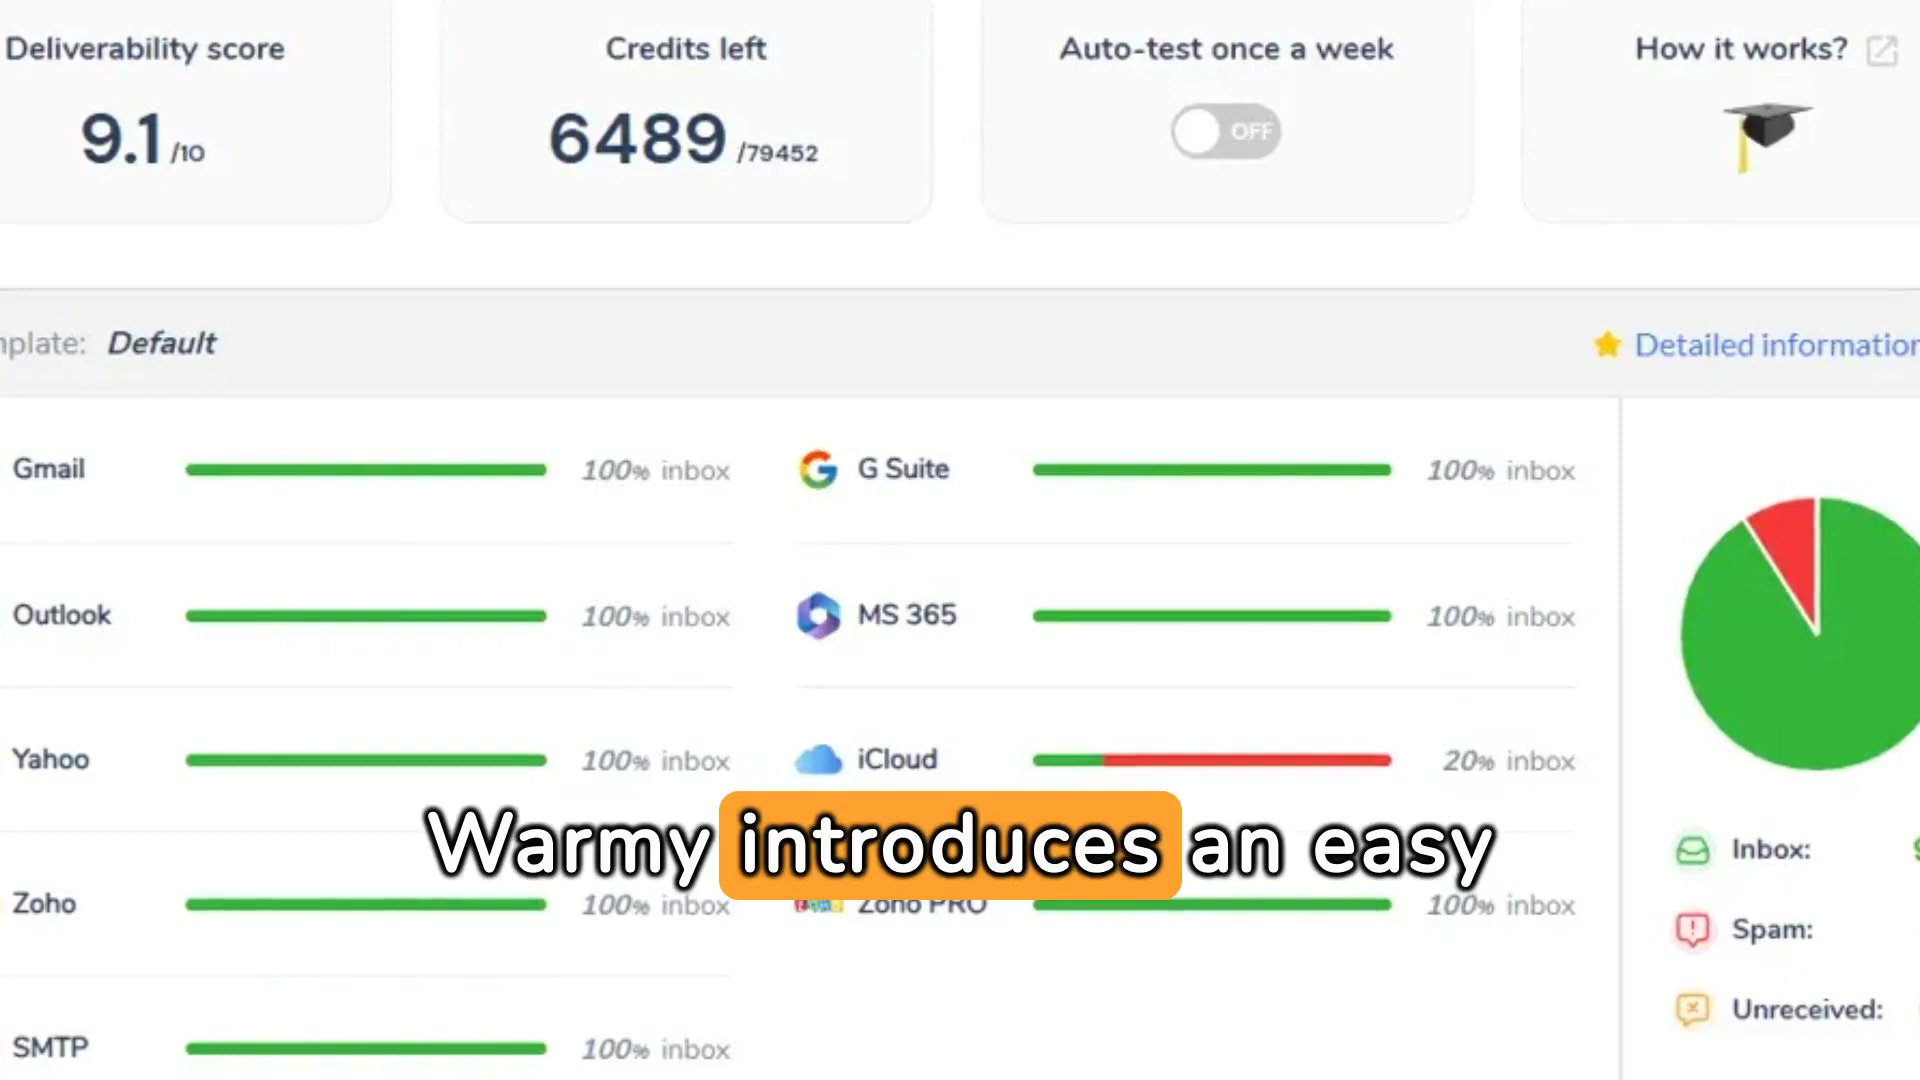 Deliverability score
9.1 /10
Credits left
6489 /79452
Auto-test once a week
OFF
How it works?
Default
Detailed information
Gmail 100% inbox
G Suite 100% inbox
Outlook 100% inbox
MS 365 100% inbox
Yahoo 100% inbox
iCloud 20% inbox
Warmy introduces an easy
Zoho 100% inbox
Zoho PRO 100% inbox
SMTP 100% inbox
Inbox:
Spam:
Unreceived: